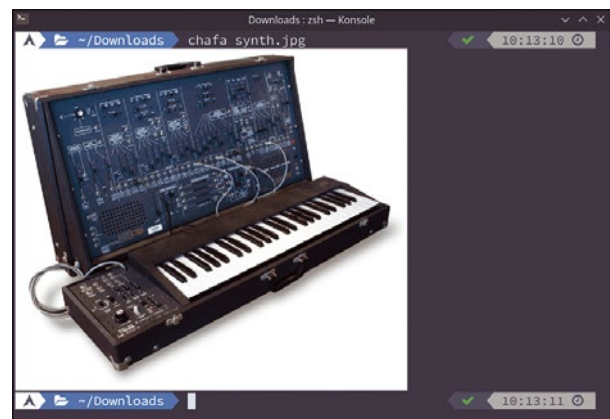 Downloads : zsh — Konsole
~/Downloads chafa synth.jpg 10:13:10
~/Downloads 10:13:11